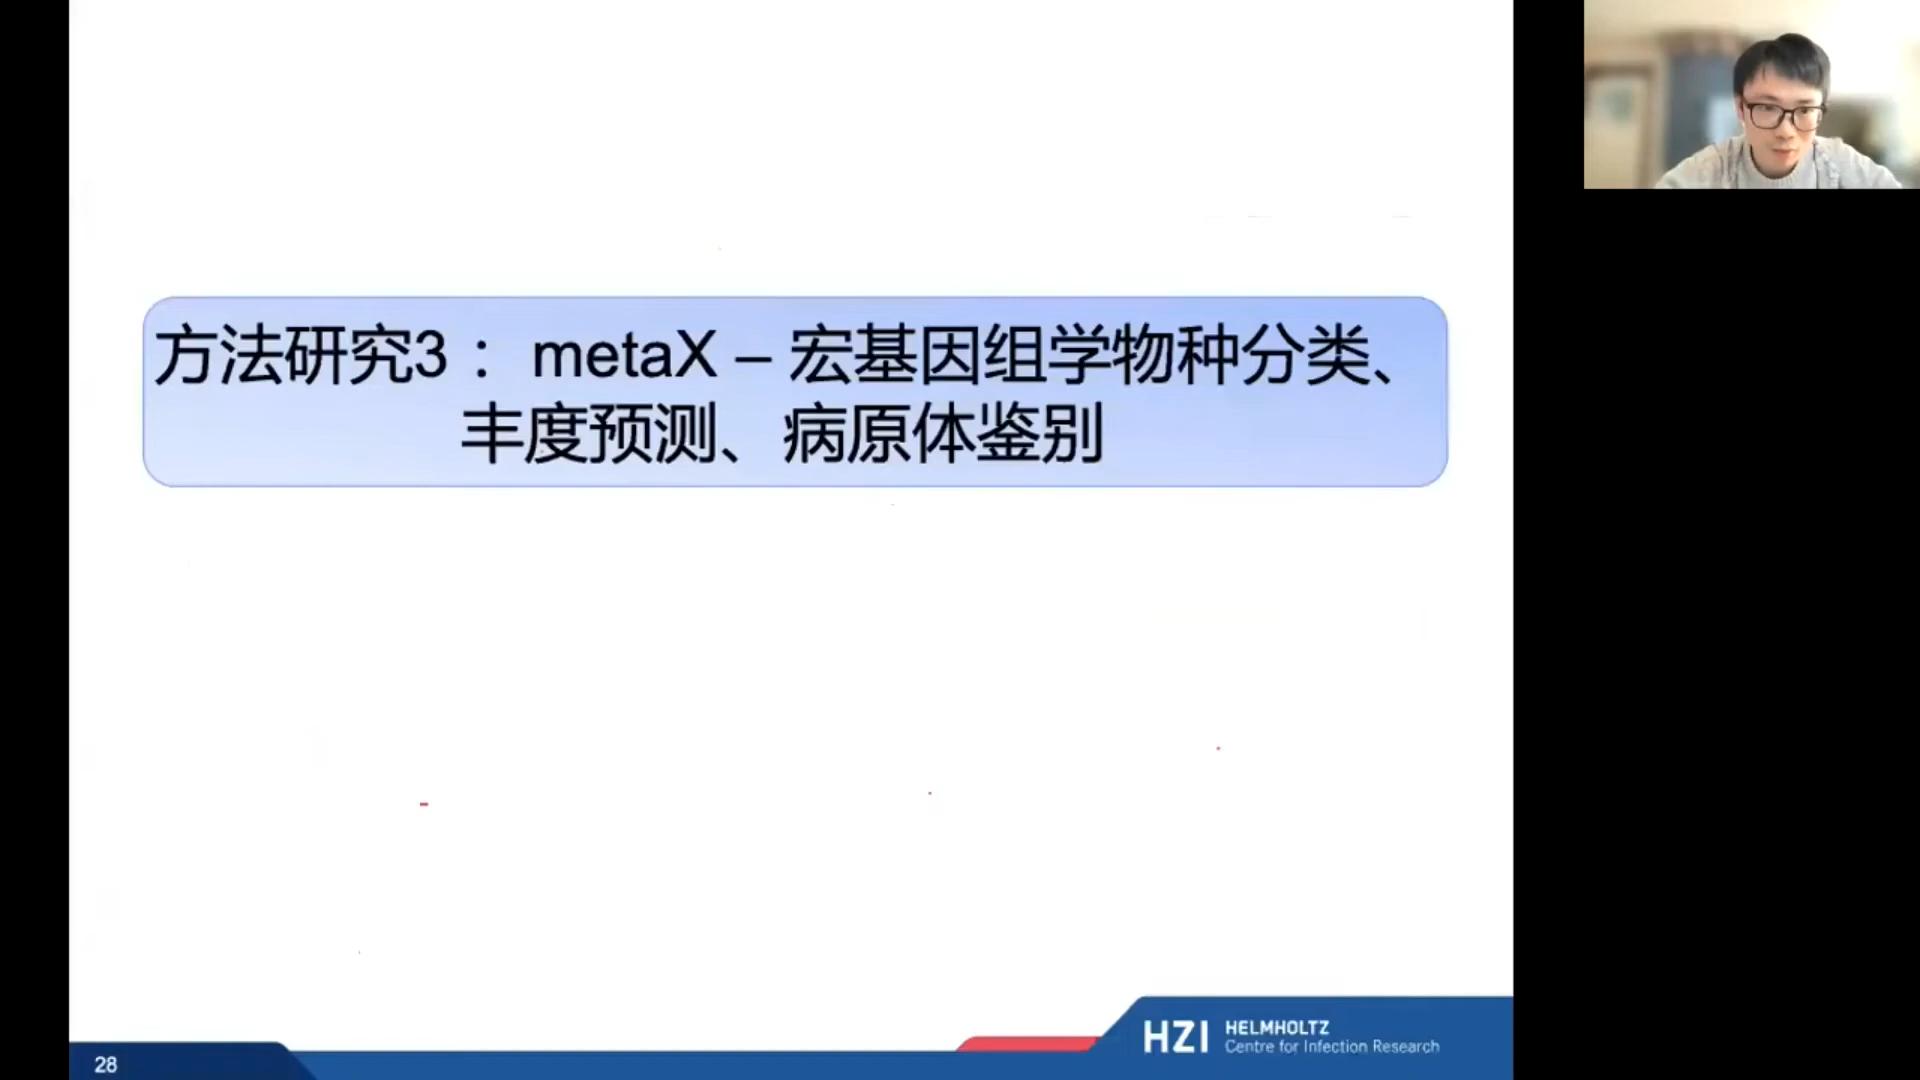 方法研究3： metaX – 宏基因组学物种分类、
丰度预测、病原体鉴别
28
HZI
HELMHOLTZ
Centre for Infection Research